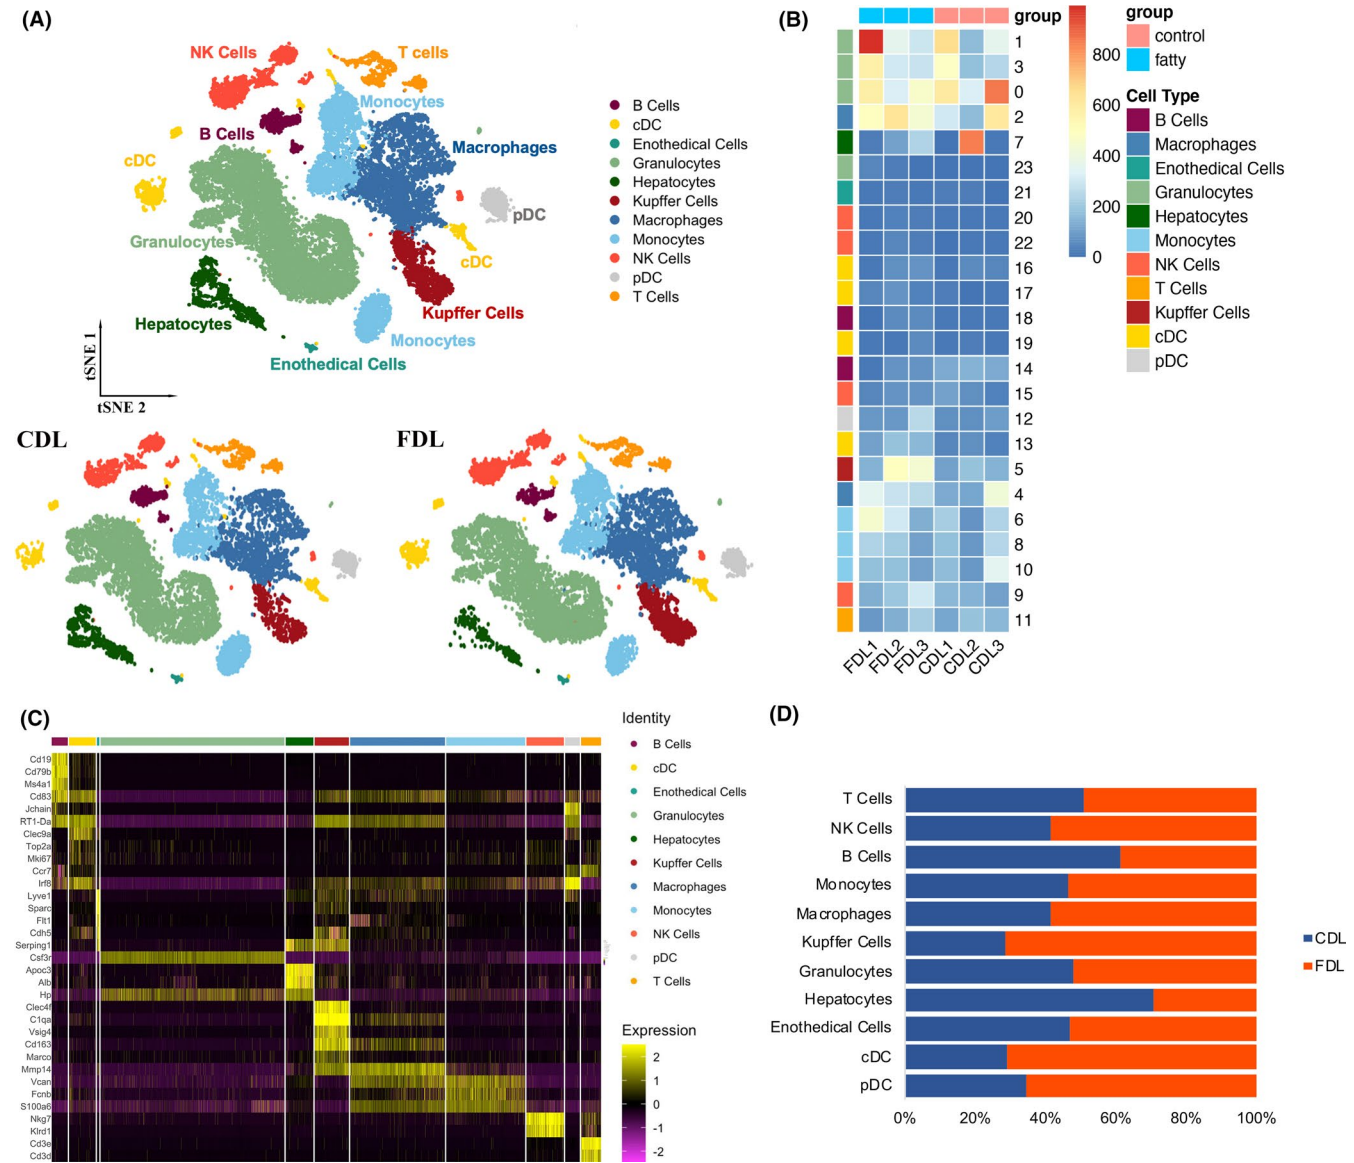 (A)
NK Cells
T cells
Monocytes
B Cells
Macrophages
cDC
pDC
Granulocytes
cDC
Hepatocytes
Kupffer Cells
Monocytes
Enothedical Cells
tSNE 1
tSNE 2
B Cells
cDC
Enothedical Cells
Granulocytes
Hepatocytes
Kupffer Cells
Macrophages
Monocytes
NK Cells
pDC
T Cells
CDL
FDL
(B)
group
1
3
0
2
7
23
21
20
22
16
17
18
19
14
15
12
13
5
4
6
8
10
9
11
FDL1
FDL2
FDL3
CDL1
CDL2
CDL3
800
600
400
200
0
group
control
fatty
Cell Type
B Cells
Macrophages
Enothedical Cells
Granulocytes
Hepatocytes
Monocytes
NK Cells
T Cells
Kupffer Cells
cDC
pDC
(C)
Cd19
Cd79b
Ms4a1
Cd83
Jchain
RT1-Da
Clec9a
Top2a
Mki67
Ccr7
Irf8
Lyve1
Sparc
Flt1
Cdh5
Serping1
Csf3r
Apoc3
Alb
Hp
Clec4f
C1qa
Vsig4
Cd163
Marco
Mmp14
Vcan
Fcnb
S100a6
Nkg7
Klrd1
Cd3e
Cd3d
Identity
B Cells
cDC
Enothedical Cells
Granulocytes
Hepatocytes
Kupffer Cells
Macrophages
Monocytes
NK Cells
pDC
T Cells
Expression
2
1
0
-1
-2
(D)
T Cells
NK Cells
B Cells
Monocytes
Macrophages
Kupffer Cells
Granulocytes
Hepatocytes
Enothedical Cells
cDC
pDC
0%
20%
40%
60%
80%
100%
CDL
FDL